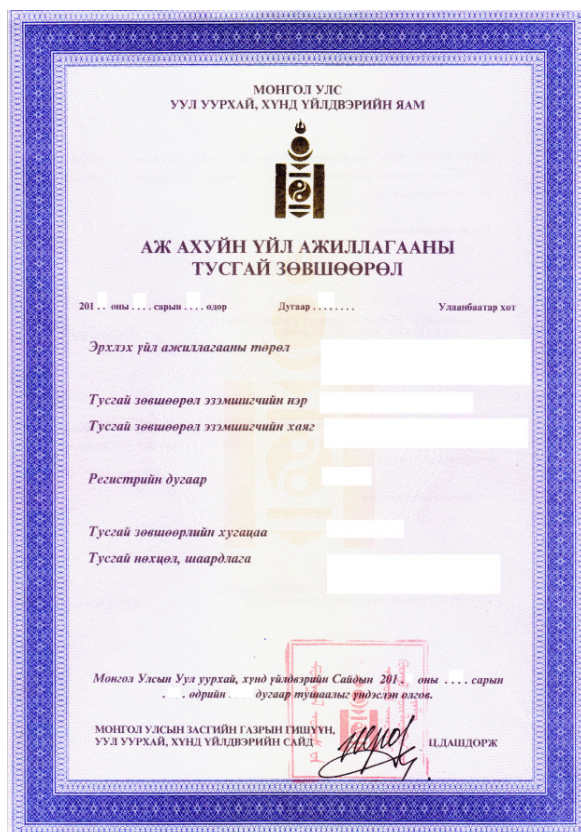 МОНГОЛ УЛС
УУЛ УУРХАЙ, ХҮНД ҮЙЛДВЭРИЙН ЯАМ
АЖ АХУЙН ҮЙЛ АЖИЛЛАГААНЫ
ТУСГАЙ ЗӨВШӨӨРӨЛ
201 . . оны . . . . сарын . . . . өдөр Дугаар . . . . . . . . Улаанбаатар хот
Эрхлэх үйл ажиллагааны төрөл
Тусгай зөвшөөрөл эзэмшигчийн нэр
Тусгай зөвшөөрөл эзэмшигчийн хаяг
Регистрийн дугаар
Тусгай зөвшөөрлийн хугацаа
Тусгай нөхцөл, шаардлага
Монгол Улсын Уул уурхай, хүнд үйлдвэрийн Сайдын 201 . . оны . . . . сарын
. . . өдрийн дугаар тушаалыг үндэслэн олгов.
МОНГОЛ УЛСЫН ЗАСГИЙН ГАЗРЫН ГИШҮҮН,
УУЛ УУРХАЙ, ХҮНД ҮЙЛДВЭРИЙН САЙД Ц.ДАШДОРЖ